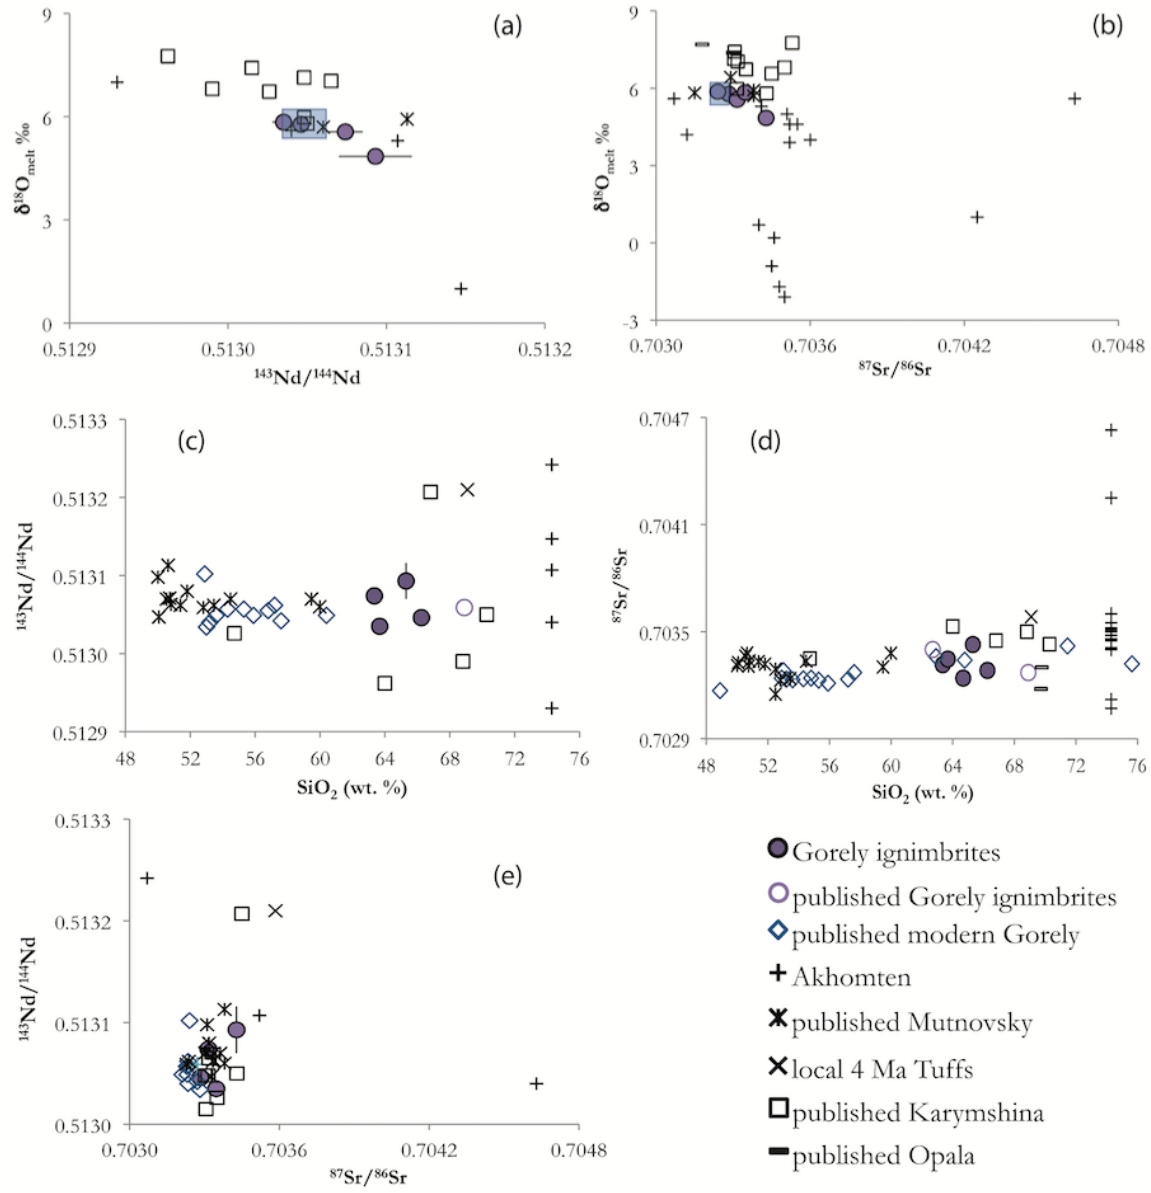 (a)
9
6
3
0
δ18Omelt ‰
0.5129
0.5130
0.5131
0.5132
143Nd/144Nd
(b)
9
6
3
0
-3
δ18Omelt ‰
0.7030
0.7036
0.7042
0.7048
87Sr/86Sr
(c)
0.5133
0.5132
0.5131
0.5130
0.5129
143Nd/144Nd
48 52 56 60 64 68 72 76
SiO2 (wt. %)
(d)
0.7047
0.7041
0.7035
0.7029
87Sr/86Sr
48 52 56 60 64 68 72 76
SiO2 (wt. %)
(e)
0.5133
0.5132
0.5131
0.5130
143Nd/144Nd
0.7030
0.7036
0.7042
0.7048
87Sr/86Sr
Gorely ignimbrites
published Gorely ignimbrites
published modern Gorely
Akhomten
published Mutnovsky
local 4 Ma Tuffs
published Karymshina
published Opala